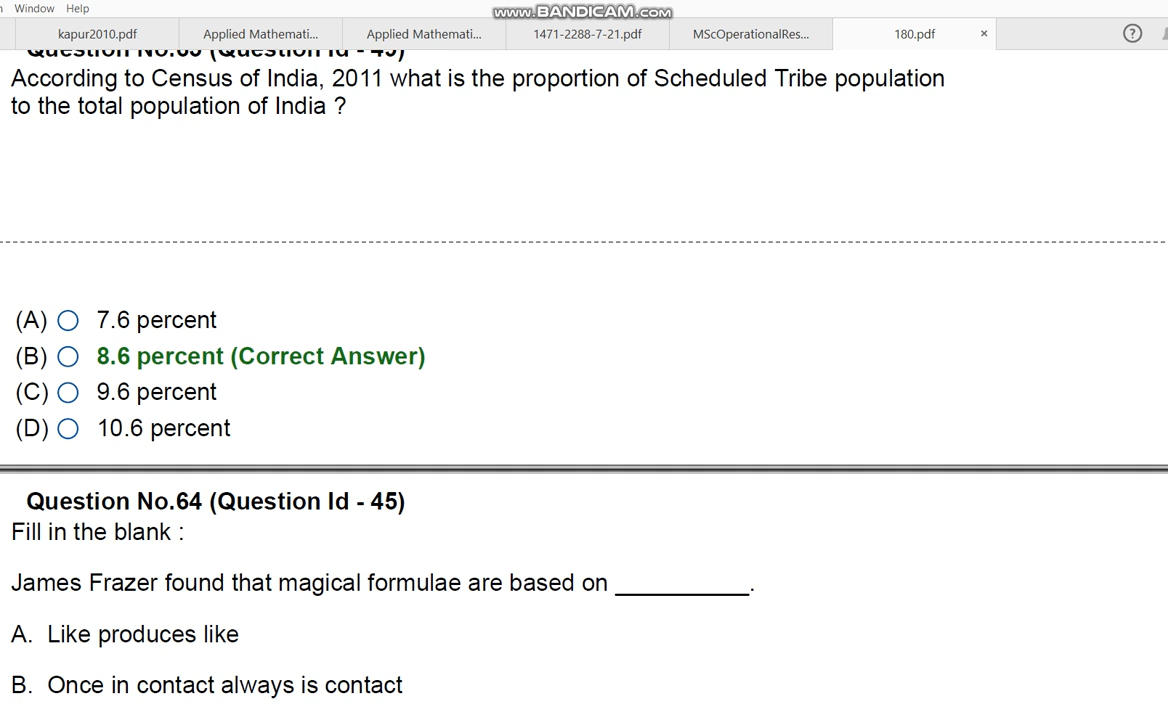 Window Help
www.BANDICAM.com
kapur2010.pdf Applied Mathemati... Applied Mathemati... 1471-2288-7-21.pdf MScOperationalRes... 180.pdf × ?
According to Census of India, 2011 what is the proportion of Scheduled Tribe population
to the total population of India ?
(A) 7.6 percent
(B) 8.6 percent (Correct Answer)
(C) 9.6 percent
(D) 10.6 percent
Question No.64 (Question Id - 45)
Fill in the blank :
James Frazer found that magical formulae are based on __________.
A. Like produces like
B. Once in contact always is contact